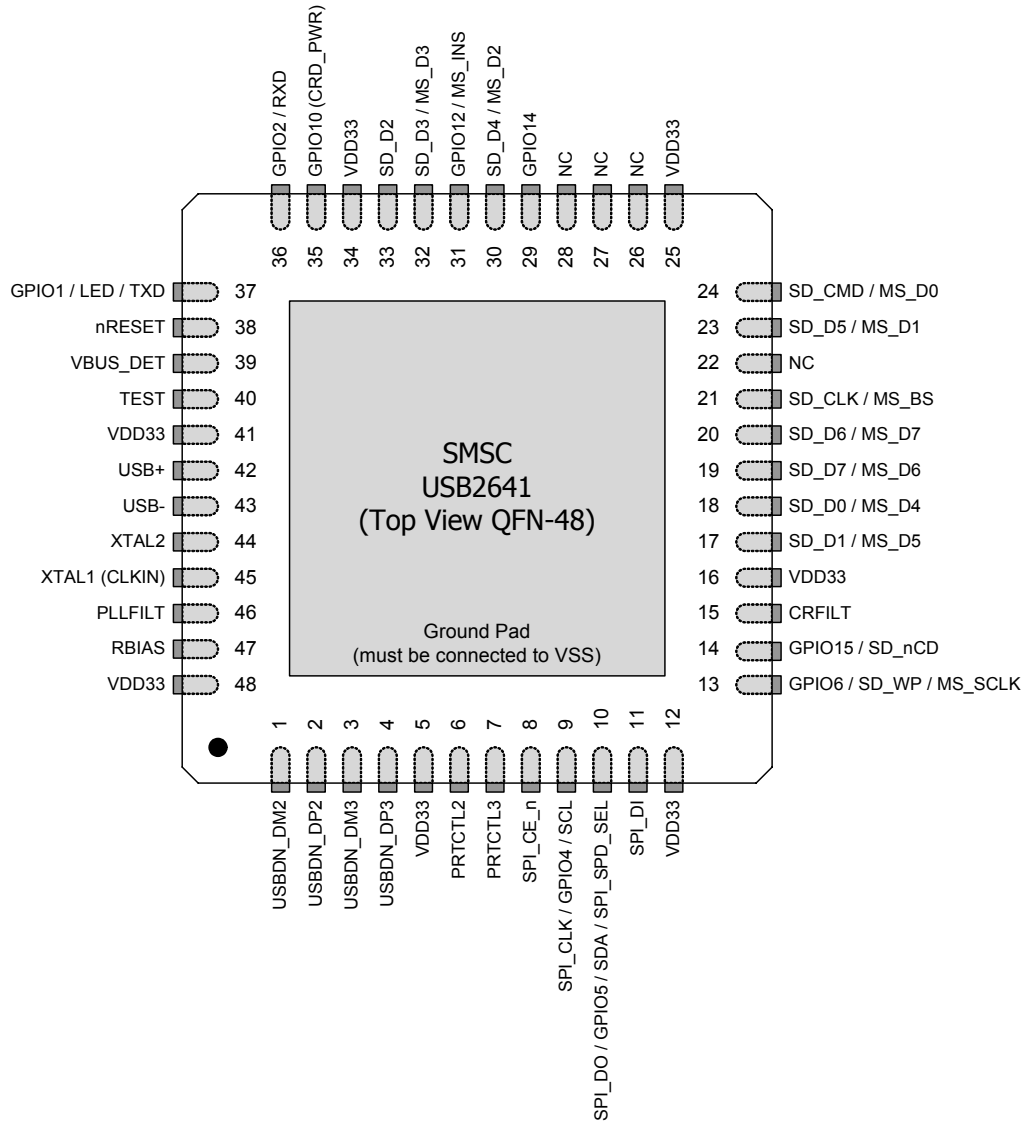 GPIO2 / RXD
GPIO10 (CRD_PWR)
VDD33
SD_D2
SD_D3 / MS_D3
GPIO12 / MS_INS
SD_D4 / MS_D2
GPIO14
NC
NC
NC
VDD33
36
35
34
33
32
31
30
29
28
27
26
25
GPIO1 / LED / TXD 37
nRESET 38
VBUS_DET 39
TEST 40
VDD33 41
USB+ 42
USB- 43
XTAL2 44
XTAL1 (CLKIN) 45
PLLFILT 46
RBIAS 47
VDD33 48
SMSC
USB2641
(Top View QFN-48)
Ground Pad
(must be connected to VSS)
24 SD_CMD / MS_D0
23 SD_D5 / MS_D1
22 NC
21 SD_CLK / MS_BS
20 SD_D6 / MS_D7
19 SD_D7 / MS_D6
18 SD_D0 / MS_D4
17 SD_D1 / MS_D5
16 VDD33
15 CRFILT
14 GPIO15 / SD_nCD
13 GPIO6 / SD_WP / MS_SCLK
1
2
3
4
5
6
7
8
9
10
11
12
USBDN_DM2
USBDN_DP2
USBDN_DM3
USBDN_DP3
VDD33
PRTCTL2
PRTCTL3
SPI_CE_n
SPI_CLK / GPIO4 / SCL
SPI_DO / GPIO5 / SDA / SPI_SPD_SEL
SPI_DI
VDD33